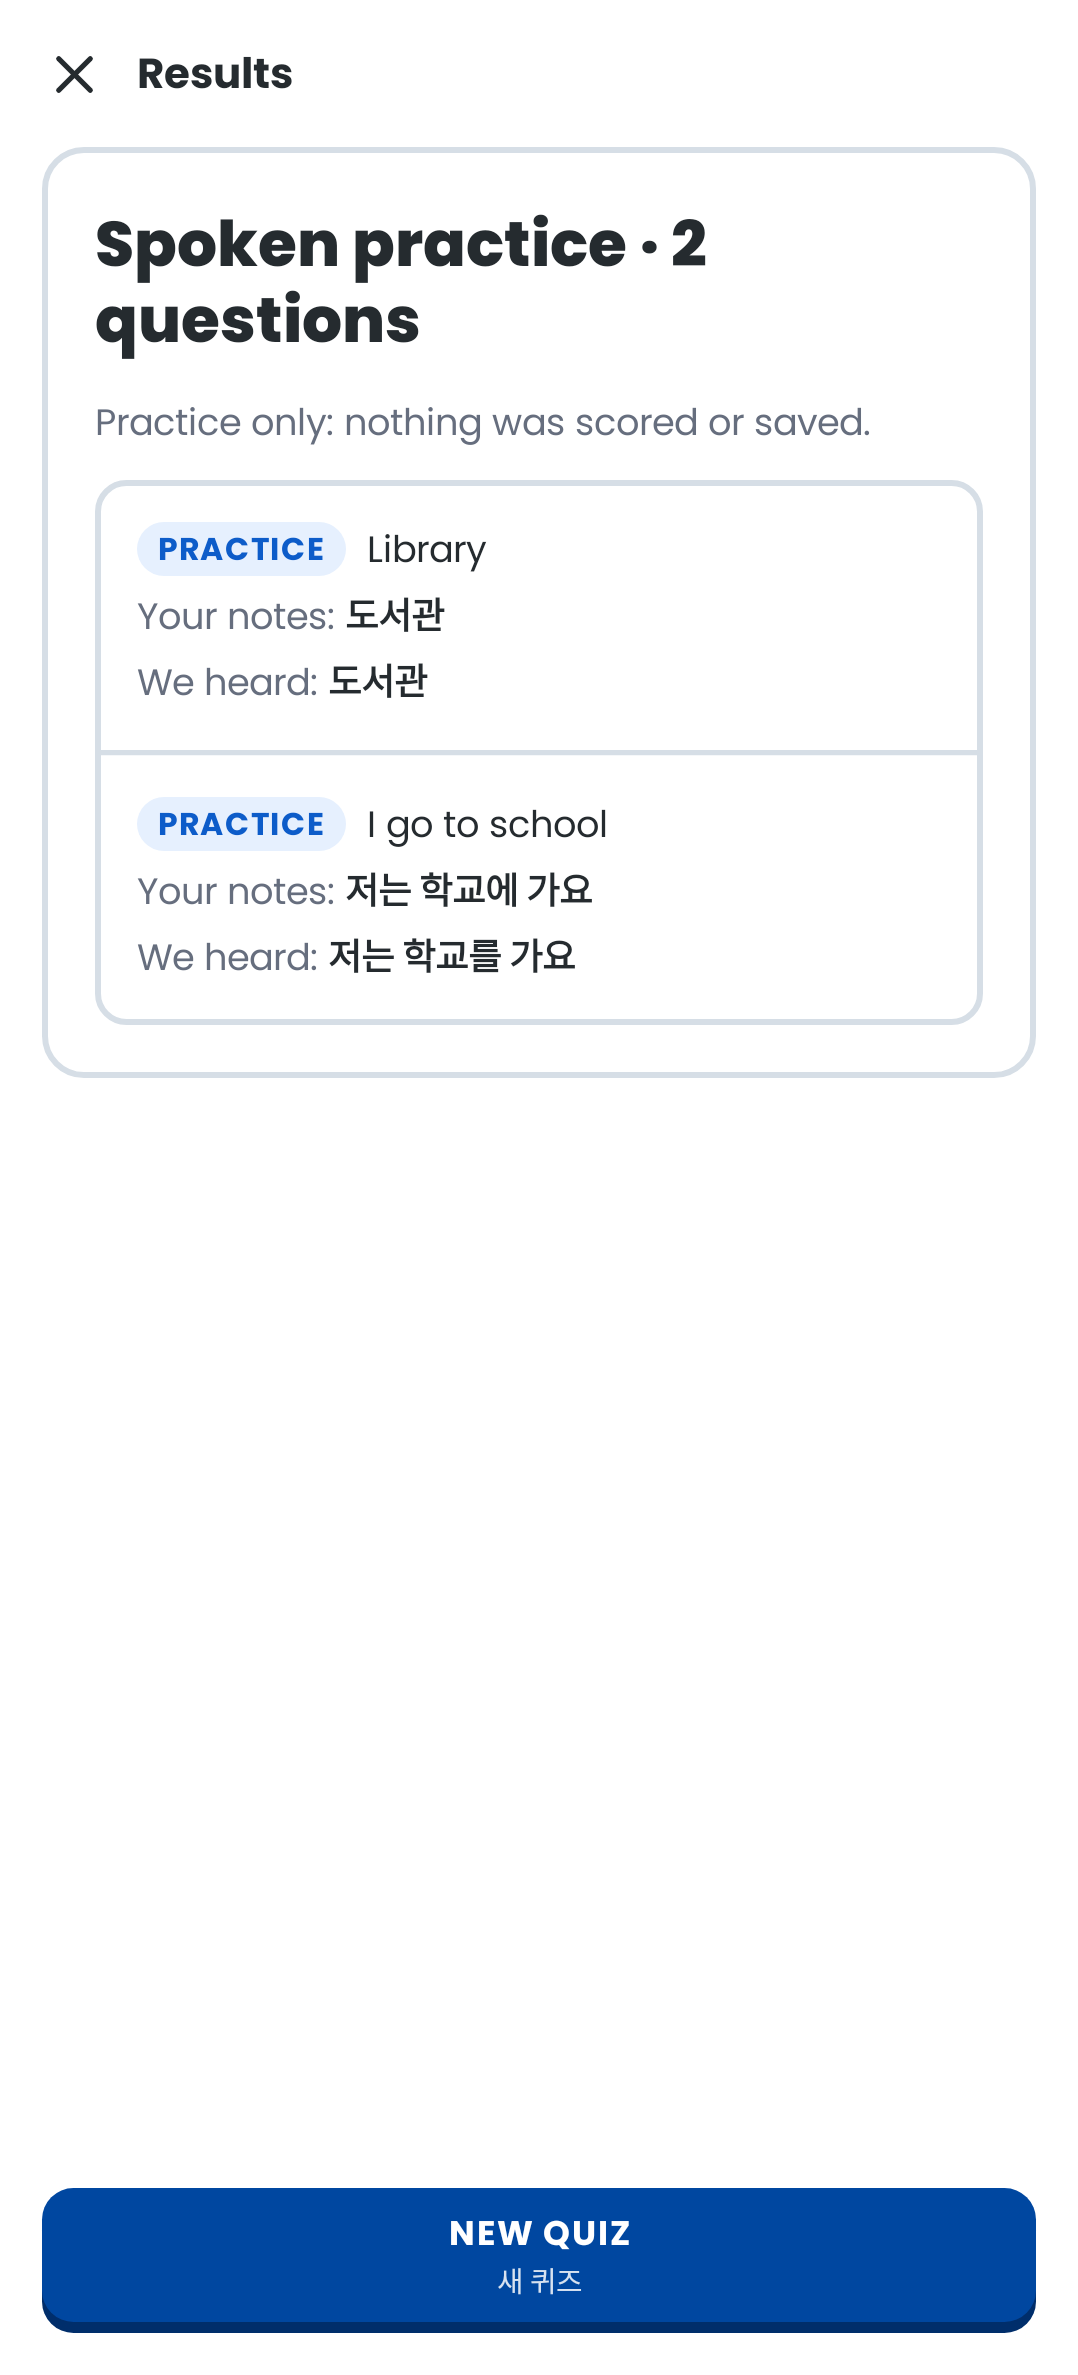 Results
Spoken practice · 2
questions
Practice only: nothing was scored or saved.
PRACTICE Library
Your notes: 도서관
We heard: 도서관
PRACTICE I go to school
Your notes: 저는 학교에 가요
We heard: 저는 학교를 가요
NEW QUIZ
새 퀴즈